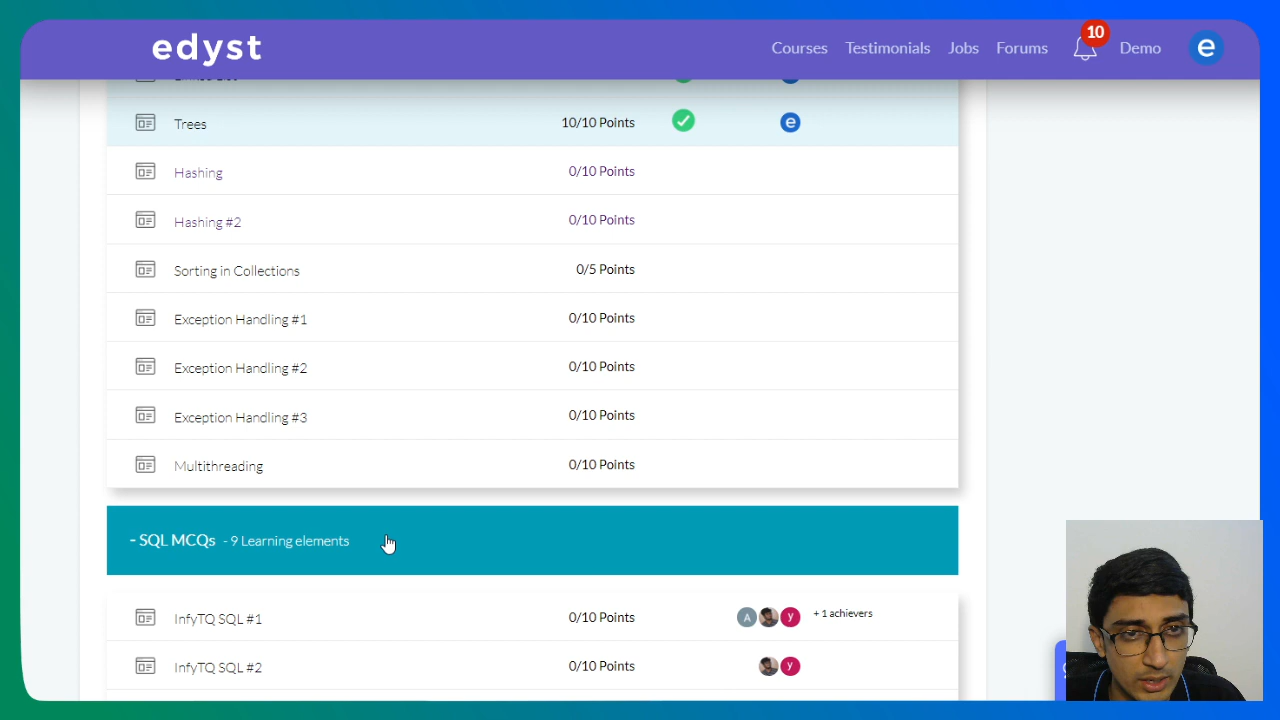 edyst
Courses Testimonials Jobs Forums 10 Demo e
Trees 10/10 Points e
Hashing 0/10 Points
Hashing #2 0/10 Points
Sorting in Collections 0/5 Points
Exception Handling #1 0/10 Points
Exception Handling #2 0/10 Points
Exception Handling #3 0/10 Points
Multithreading 0/10 Points
- SQL MCQs - 9 Learning elements
InfyTQ SQL #1 0/10 Points A y + 1 achievers
InfyTQ SQL #2 0/10 Points y